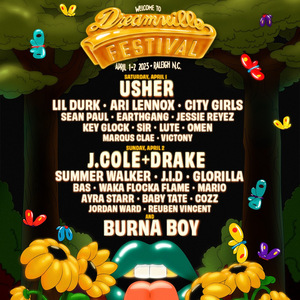 WELCOME TO
Dreamville
FESTIVAL
APRIL 1-2 2023 • RALEIGH N.C.
SATURDAY, APRIL 1
USHER
LIL DURK • ARI LENNOX • CITY GIRLS
SEAN PAUL • EARTHGANG • JESSIE REYEZ
KEY GLOCK • SIR • LUTE • OMEN
MARQUS CLAE • VICTONY
SUNDAY, APRIL 2
J.COLE+DRAKE
SUMMER WALKER • J.I.D • GLORILLA
BAS • WAKA FLOCKA FLAME • MARIO
AYRA STARR • BABY TATE • COZZ
JORDAN WARD • REUBEN VINCENT
AND
BURNA BOY